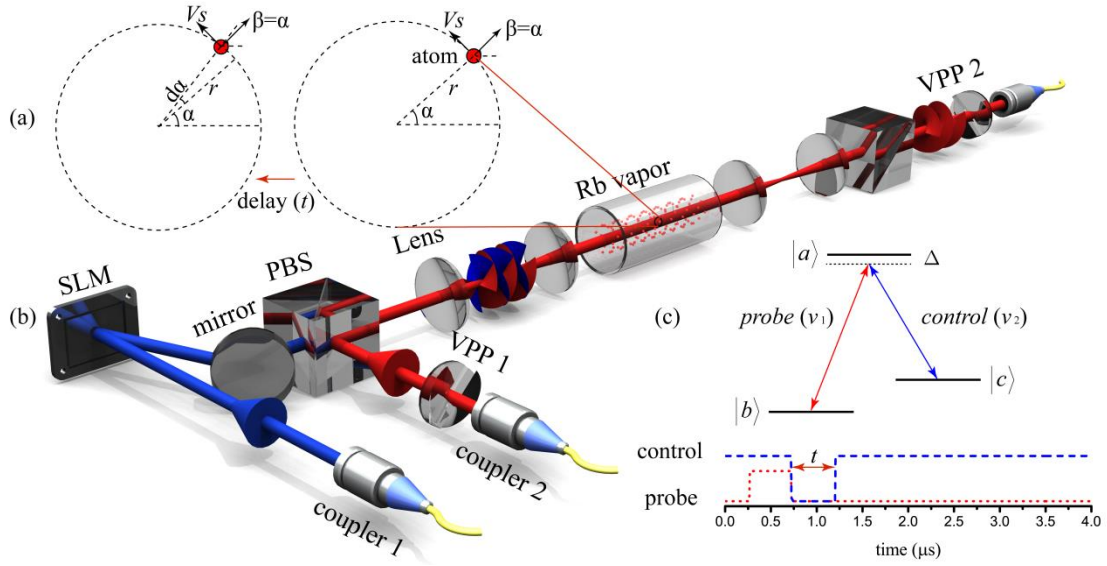 (a)
Vs
β=α
dα
r
α
delay (t)
Vs
β=α
atom
r
α
VPP 2
Rb vapor
Lens
PBS
SLM
(b)
mirror
VPP 1
coupler 2
coupler 1
(c)
|a⟩
Δ
probe (v₁)
control (v₂)
|c⟩
|b⟩
control
t
probe
0.0 0.5 1.0 1.5 2.0 2.5 3.0 3.5 4.0
time (μs)